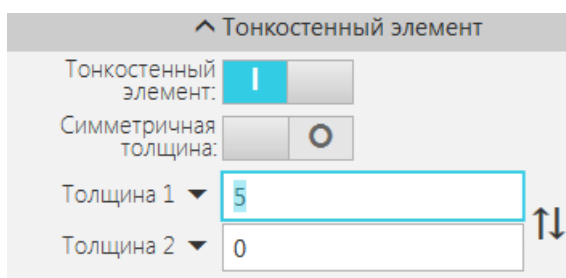 Тонкостенный элемент
Тонкостенный
элемент:
Симметричная
толщина:
Толщина 1
5
Толщина 2
0